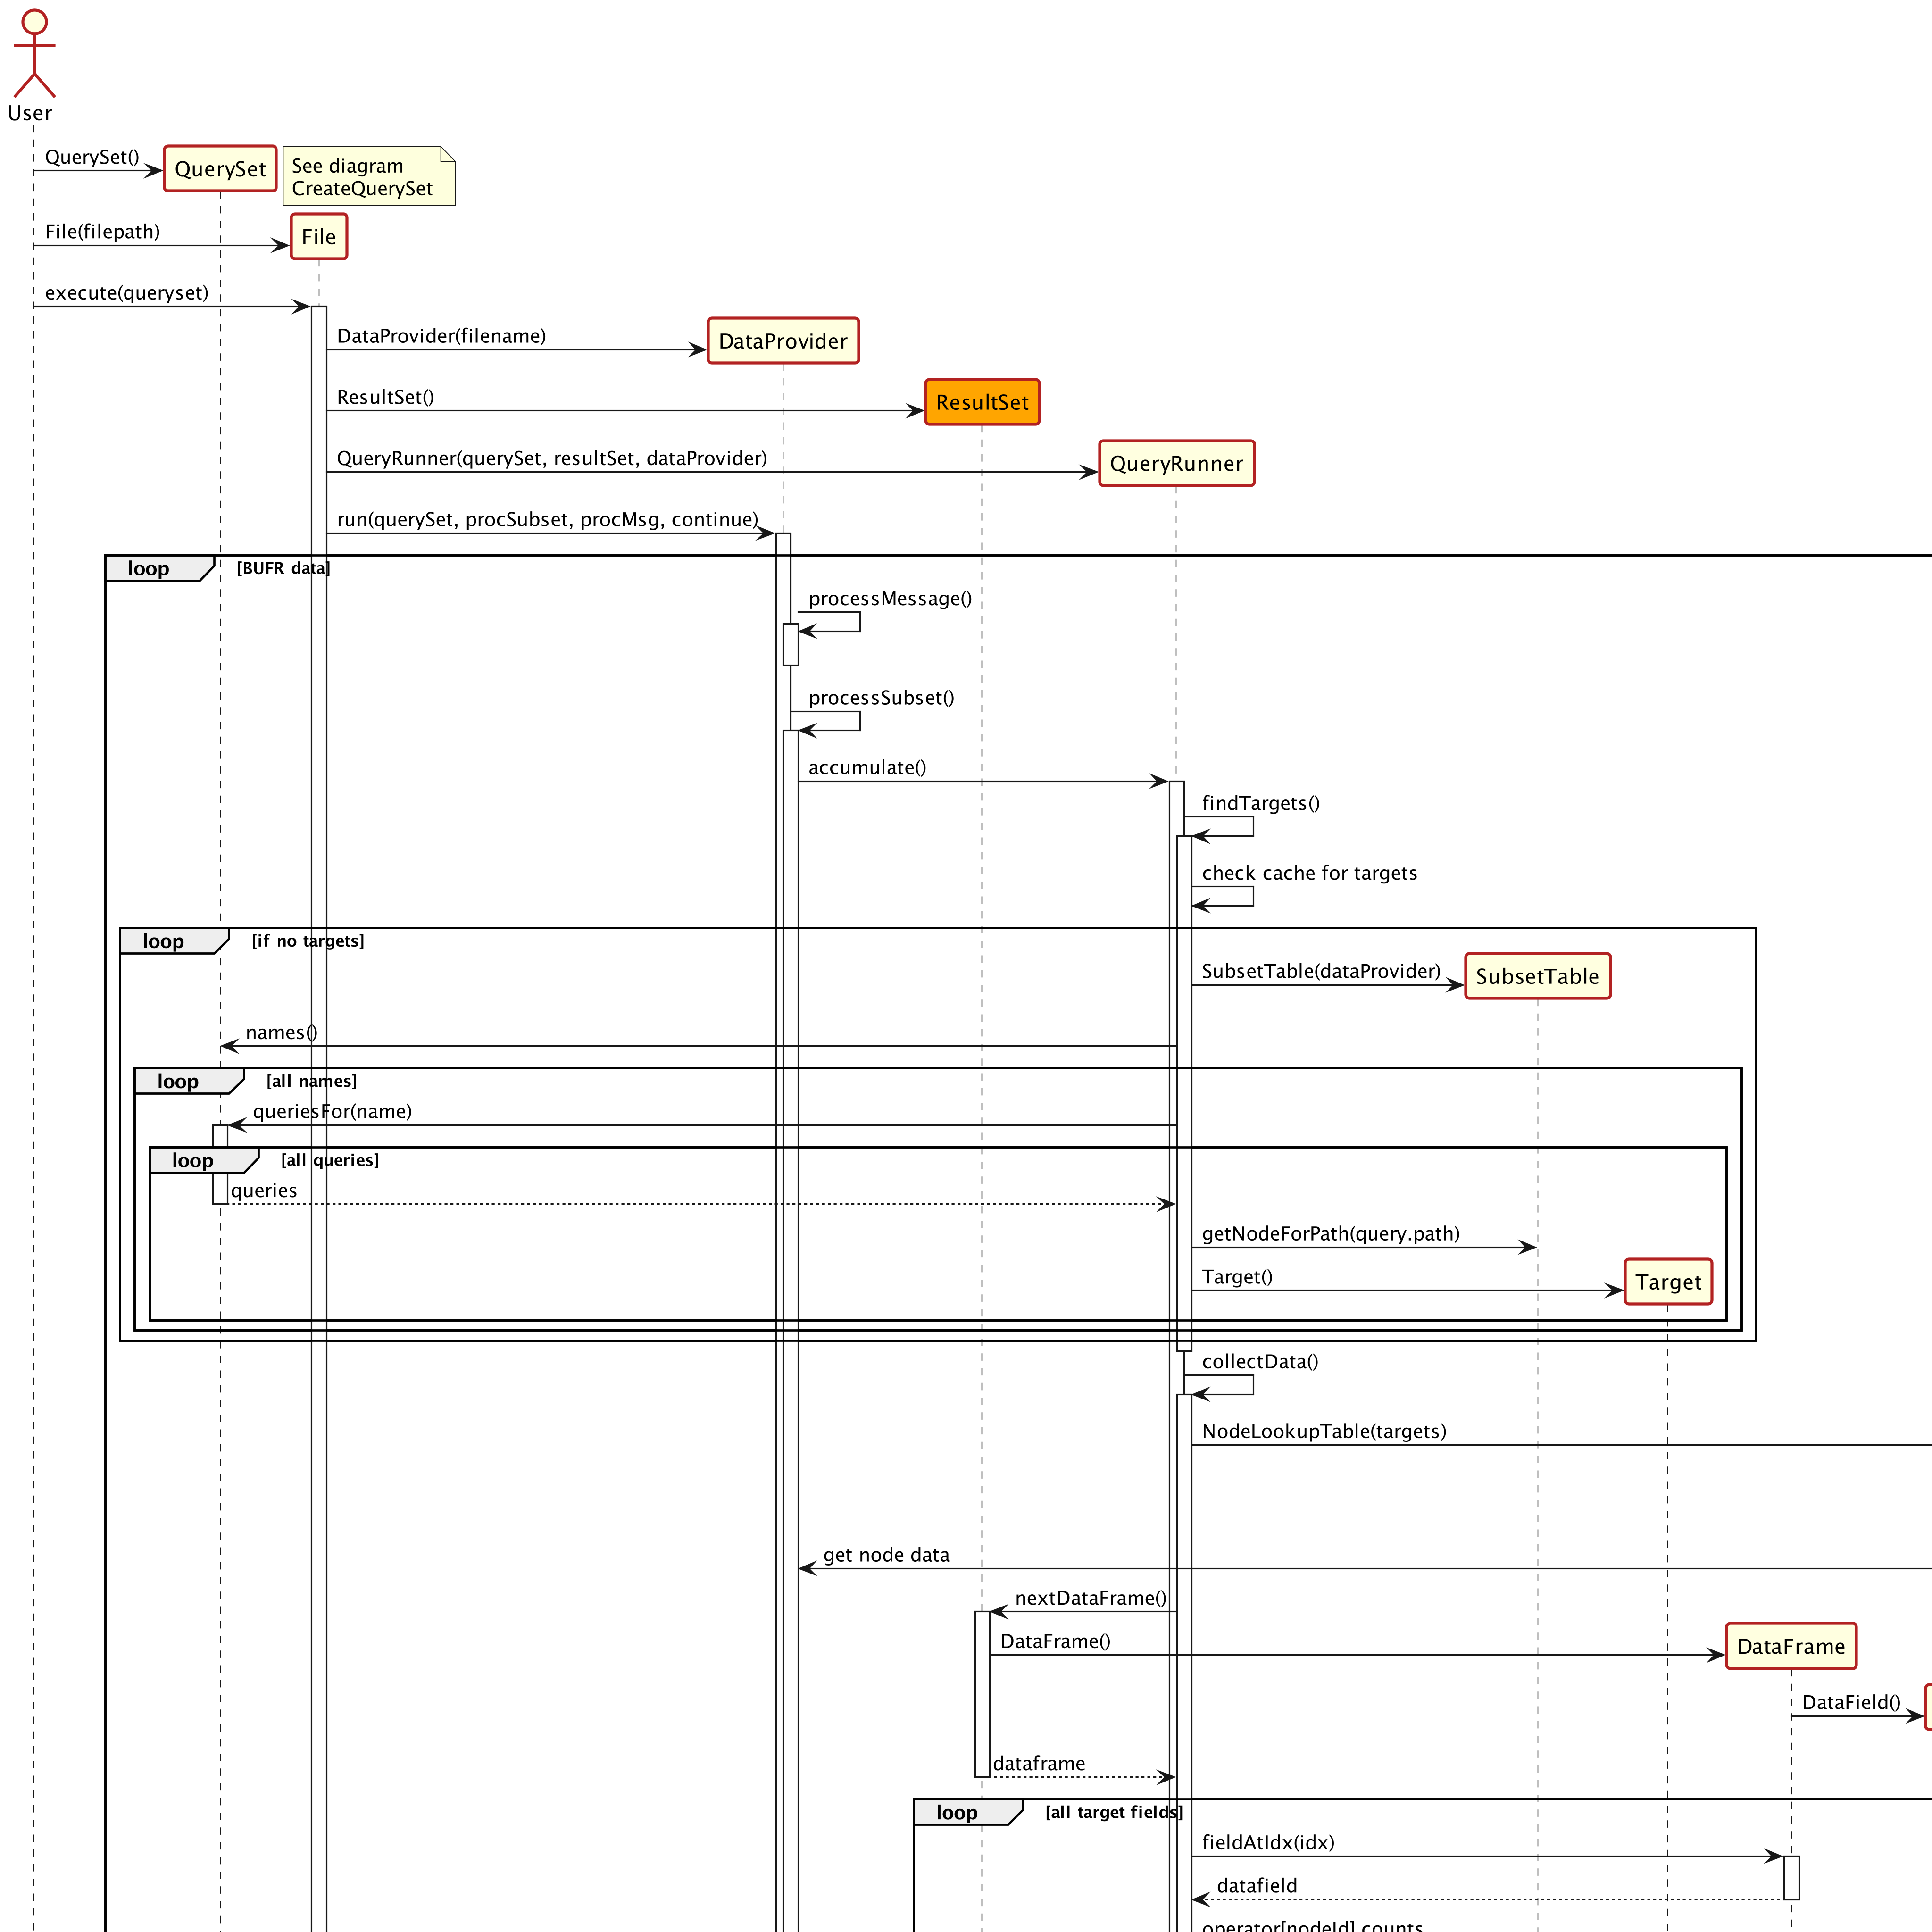 User
QuerySet()
QuerySet
See diagram
CreateQuerySet
File(filepath)
File
execute(queryset)
DataProvider(filename)
DataProvider
ResultSet()
ResultSet
QueryRunner(querySet, resultSet, dataProvider)
QueryRunner
run(querySet, procSubset, procMsg, continue)
loop [BUFR data]
processMessage()
processSubset()
accumulate()
findTargets()
check cache for targets
loop [if no targets]
SubsetTable(dataProvider)
SubsetTable
names()
loop [all names]
queriesFor(name)
loop [all queries]
queries
getNodeForPath(query.path)
Target()
Target
collectData()
NodeLookupTable(targets)
get node data
nextDataFrame()
DataFrame()
DataFrame
DataField()
dataframe
loop [all target fields]
fieldAtIdx(idx)
datafield
operator[nodeId].counts